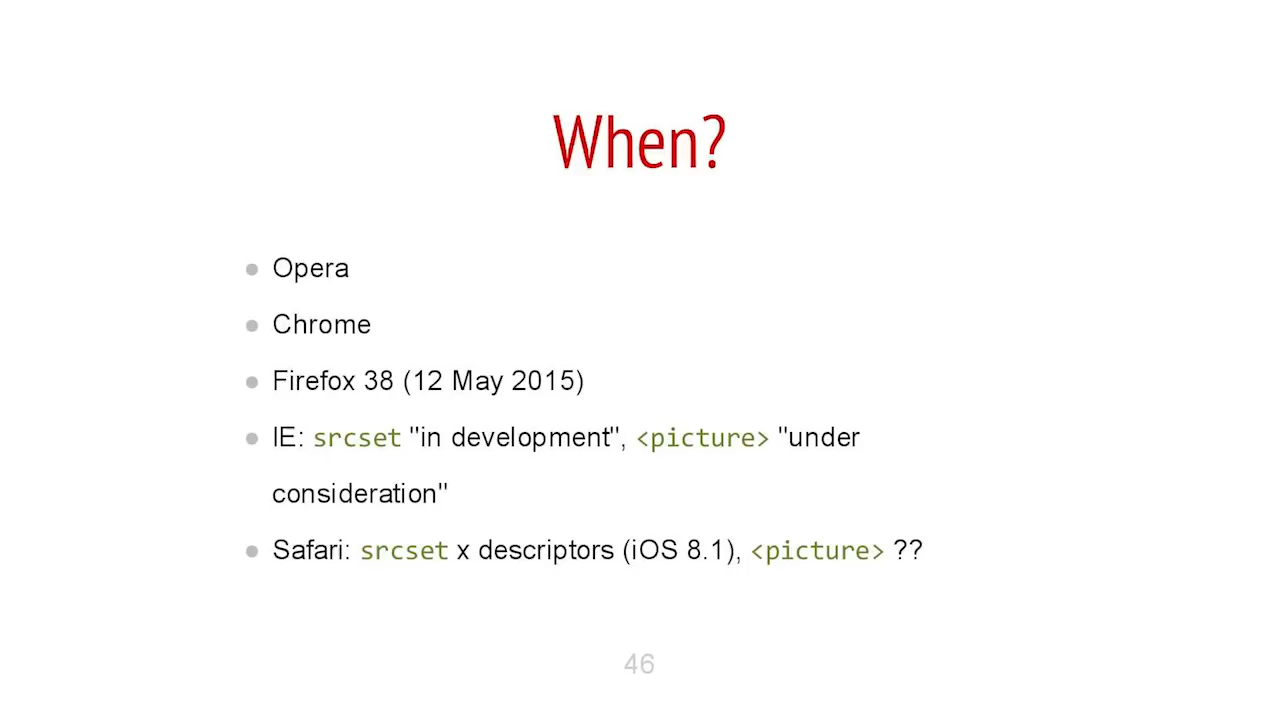 When?
Opera
Chrome
Firefox 38 (12 May 2015)
IE: srcset "in development", <picture> "under
consideration"
Safari: srcset x descriptors (iOS 8.1), <picture> ??
46